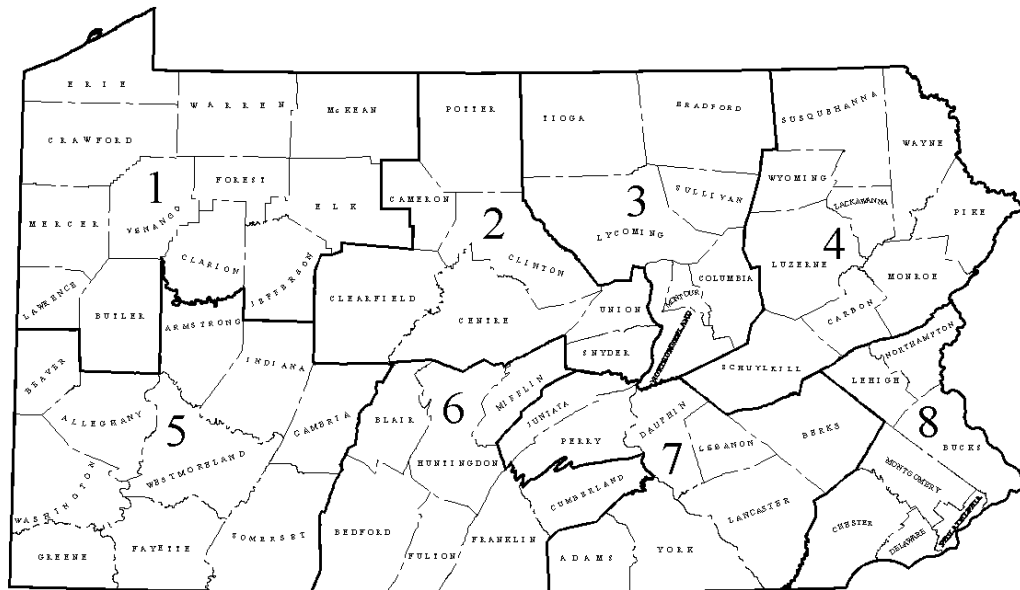 ERIE
WARREN
McKEAN
POTTER
TIOGA
BRADFORD
SUSQUEHANNA
CRAWFORD
WAYNE
1
FOREST
WYOMING
CAMERON
SULLIVAN
LACKAWANNA
ELK
3
PIKE
MERCER
VENANGO
2
LYCOMING
4
CLARION
CLINTON
LUZERNE
MONROE
COLUMBIA
LAWRENCE
JEFFERSON
CLEARFIELD
MONTOUR
BUTLER
UNION
CARBON
ARMSTRONG
CENTRE
NORTHAMPTON
SNYDER
BEAVER
INDIANA
SCHUYLKILL
LEHIGH
MIFFLIN
ALLEGHANY
5
CAMBRIA
BLAIR
6
JUNIATA
DAUPHIN
BERKS
8
PERRY
LEBANON
BUCKS
HUNTINGDON
7
WESTMORELAND
MONTGOMERY
WASHINGTON
CUMBERLAND
LANCASTER
CHESTER
SOMERSET
BEDFORD
FRANKLIN
DELAWARE
GREENE
FAYETTE
FULTON
ADAMS
YORK